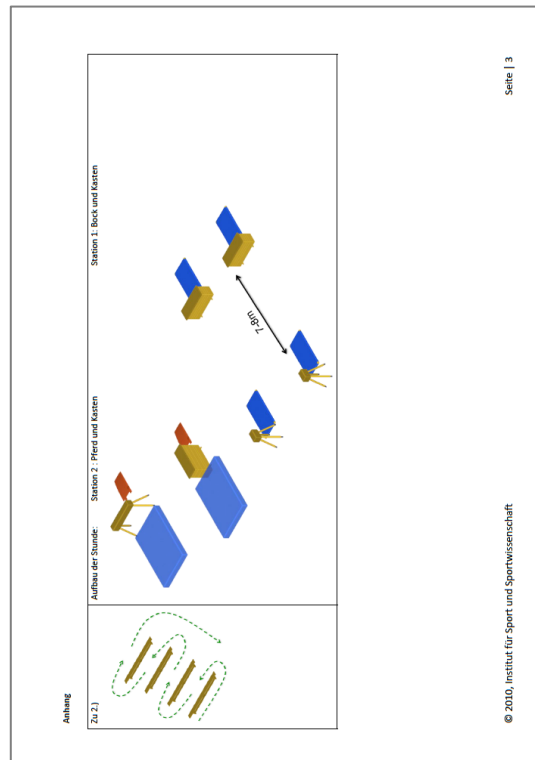 Anhang
Zu 2.)
Aufbau der Stunde: Station 2 : Pferd und Kasten Station 1: Bock und Kasten
7-8m
© 2010, Institut für Sport und Sportwissenschaft Seite | 3